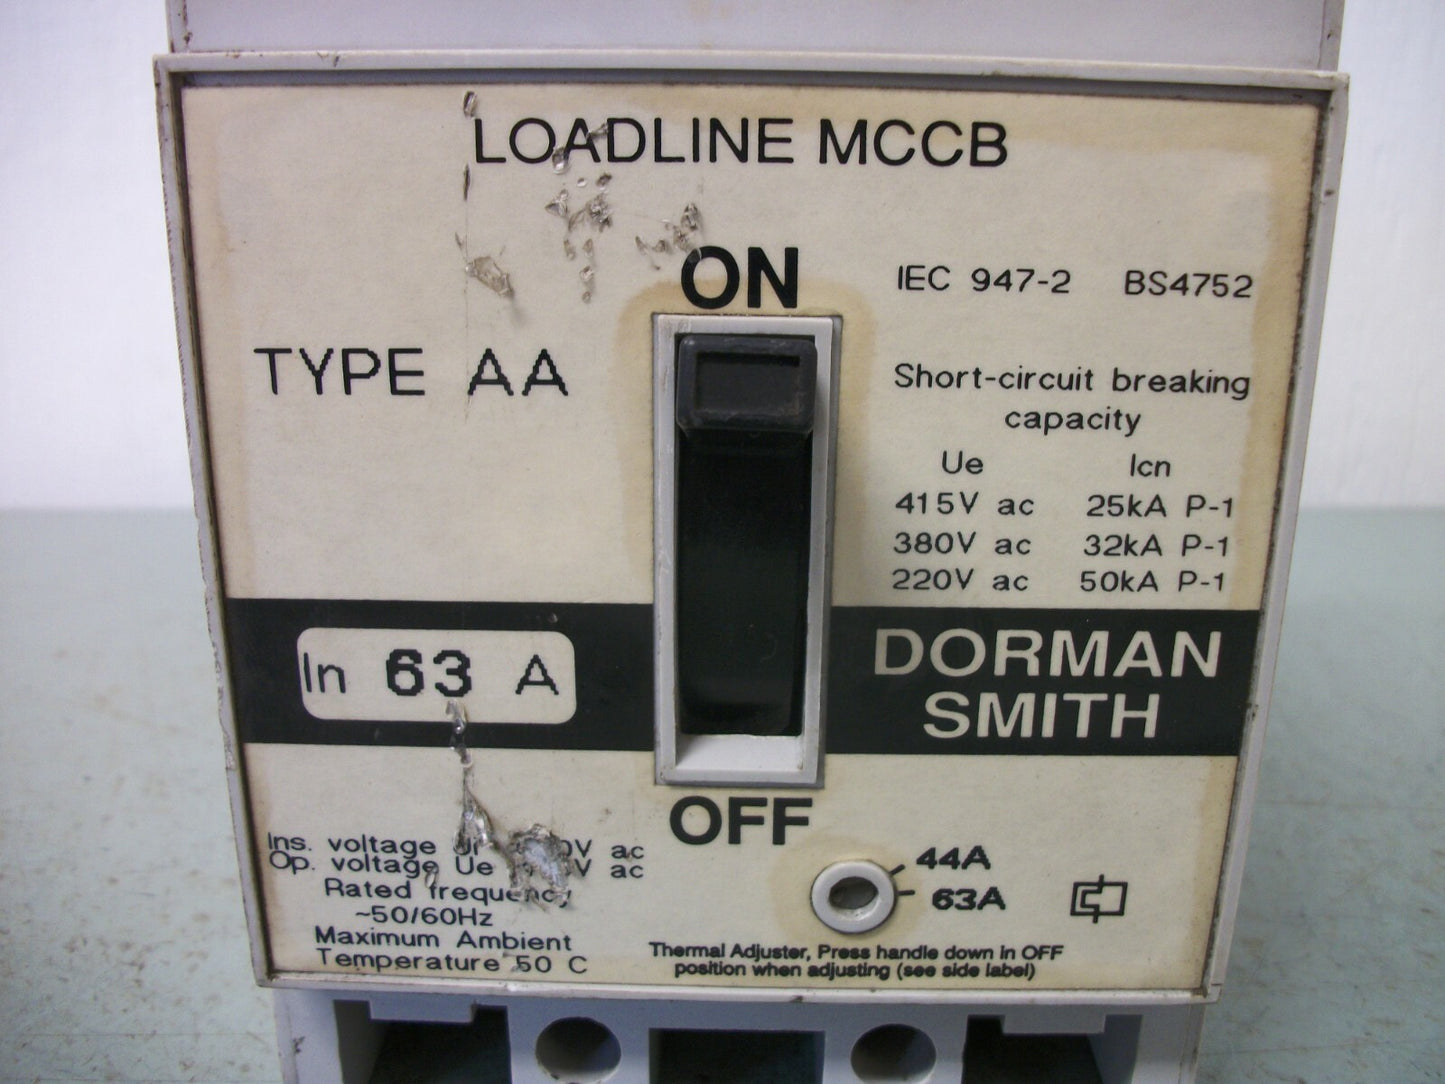 LOADLINE MCCB
ON
IEC 947-2 BS4752
TYPE AA
Short-circuit breaking
capacity
Ue Icn
415V ac 25kA P-1
380V ac 32kA P-1
220V ac 50kA P-1
In 63 A
DORMAN
SMITH
OFF
Ins. voltage V ac
Op. voltage Ue V ac
Rated frequency
~50/60Hz
Maximum Ambient
Temperature 50 C
44A
63A
Thermal Adjuster, Press handle down in OFF
position when adjusting (see side label)